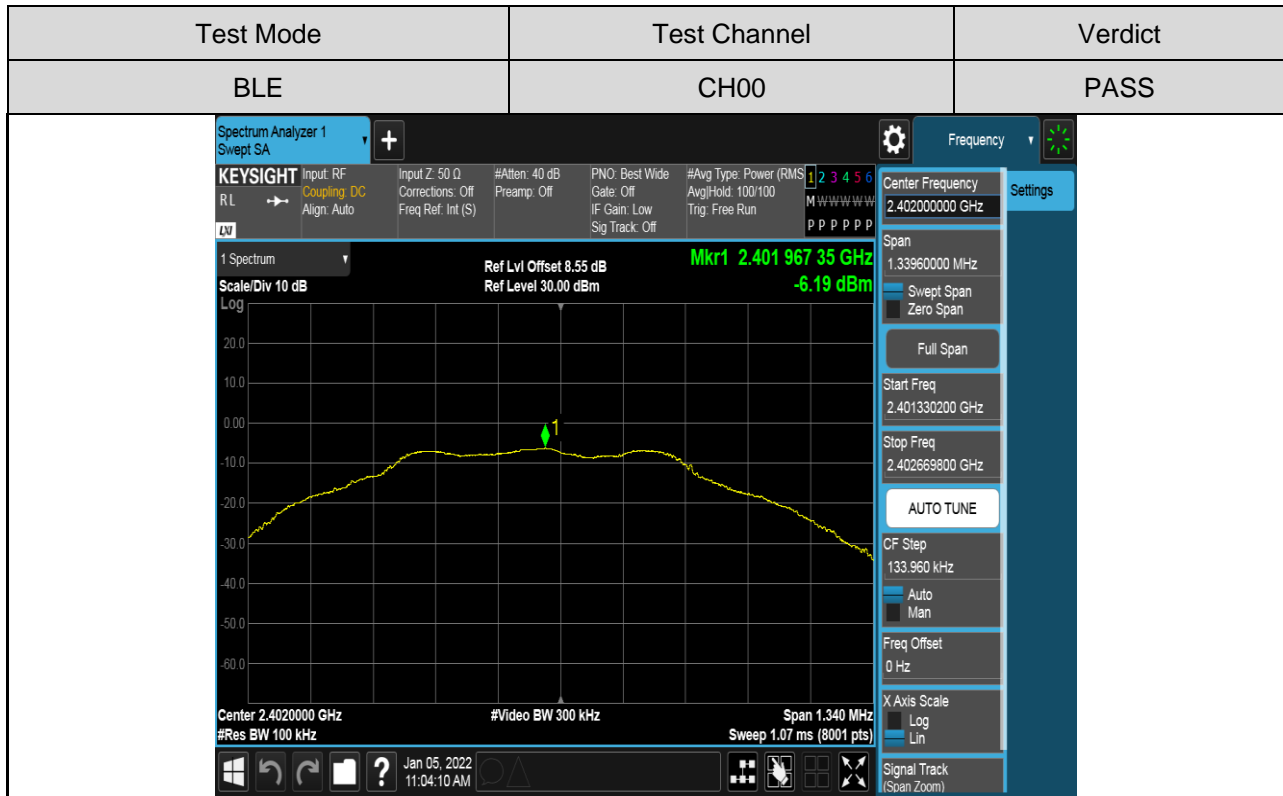 Test Mode Test Channel Verdict
BLE CH00 PASS
Spectrum Analyzer 1
Swept SA
+
Frequency
KEYSIGHT Input: RF Input Z: 50 Ω #Atten: 40 dB PNO: Best Wide #Avg Type: Power (RMS 1 2 3 4 5 6
RL Coupling: DC Corrections: Off Preamp: Off Gate: Off Avg|Hold: 100/100 M W W W W W
Align: Auto Freq Ref: Int (S) IF Gain: Low Trig: Free Run
LXI Sig Track: Off P P P P P P
1 Spectrum Ref Lvl Offset 8.55 dB Mkr1 2.401 967 35 GHz
Scale/Div 10 dB Ref Level 30.00 dBm -6.19 dBm
Log
20.0
10.0
0.00
1
-10.0
-20.0
-30.0
-40.0
-50.0
-60.0
Center 2.4020000 GHz #Video BW 300 kHz Span 1.340 MHz
#Res BW 100 kHz Sweep 1.07 ms (8001 pts)
? Jan 05, 2022
11:04:10 AM
Center Frequency
2.402000000 GHz
Settings
Span
1.33960000 MHz
Swept Span
Zero Span
Full Span
Start Freq
2.401330200 GHz
Stop Freq
2.402669800 GHz
AUTO TUNE
CF Step
133.960 kHz
Auto
Man
Freq Offset
0 Hz
X Axis Scale
Log
Lin
Signal Track
(Span Zoom)